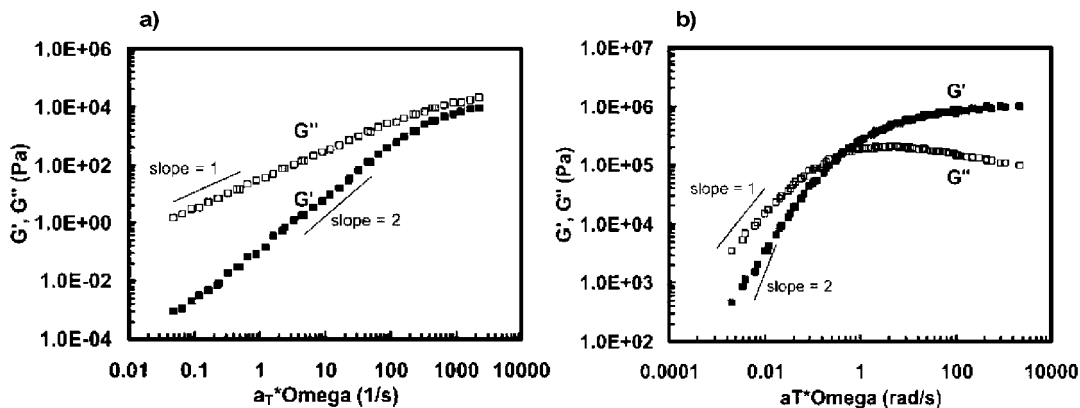 a)
1.0E+06
1.0E+04
1.0E+02
1.0E+00
1.0E-02
1.0E-04
G', G'' (Pa)
G''
slope = 1
G'
slope = 2
0.01 0.1 1 10 100 1000 10000
aT*Omega (1/s)
b)
1.0E+07
1.0E+06
1.0E+05
1.0E+04
1.0E+03
1.0E+02
G', G'' (Pa)
G'
G''
slope = 1
slope = 2
0.0001 0.01 1 100 10000
aT*Omega (rad/s)